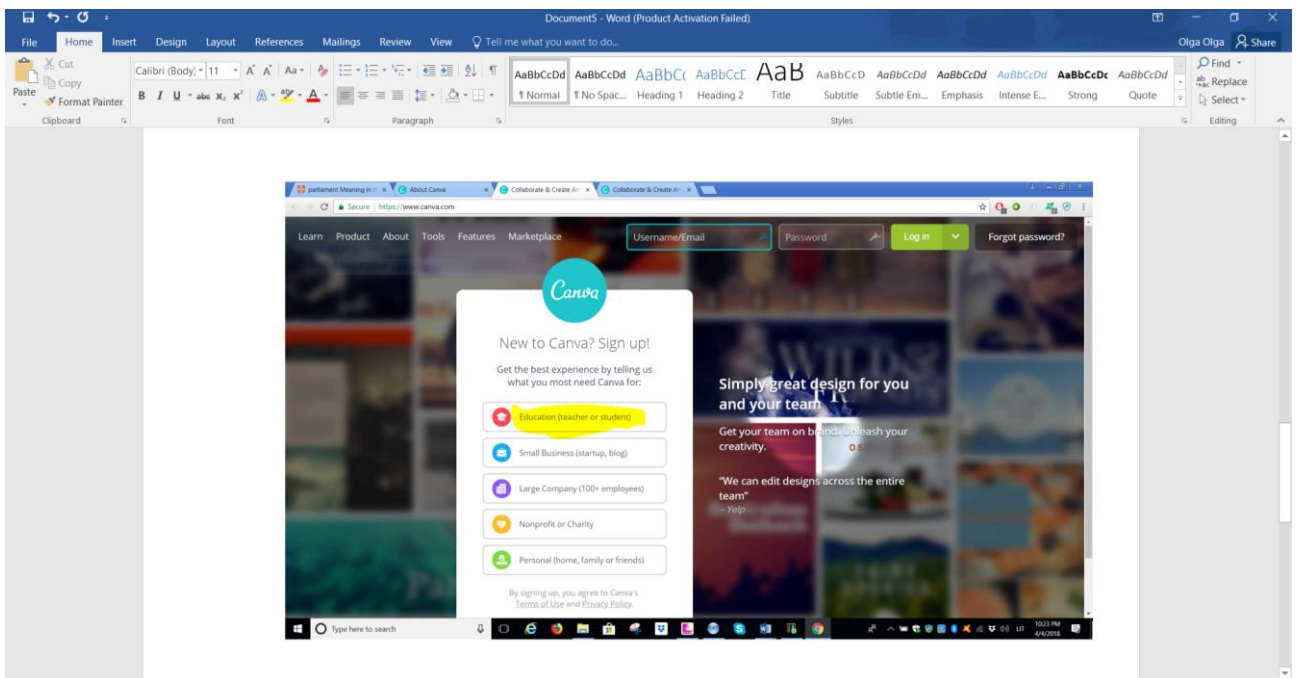 Document5 - Word (Product Activation Failed)
File Home Insert Design Layout References Mailings Review View Tell me what you want to do... Olga Olga Share
Paste
Cut
Copy
Format Painter
Calibri (Body) 11
AaBbCcDd AaBbCcDd AaBbCc AaBbCcE AaB AaBbCcD AaBbCcDd AaBbCcDd AaBbCcDd AaBbCcDc AaBbCcDd
¶ Normal ¶ No Spac... Heading 1 Heading 2 Title Subtitle Subtle Em... Emphasis Intense E... Strong Quote
Find
Replace
Select
Clipboard Font Paragraph Styles Editing
parlament Meaning in About Canva Collaborate & Create Collaborate & Create
Secure https://www.canva.com
Learn Product About Tools Features Marketplace Username/Email Password Log in Forgot password?
Canva
New to Canva? Sign up!
Get the best experience by telling us
what you most need Canva for:
Education (teacher or student)
Small Business (startup, blog)
Large Company (100+ employees)
Nonprofit or Charity
Personal (home, family or friends)
By signing up, you agree to Canva's
Terms of Use and Privacy Policy.
Simply great design for you
and your team
Get your team on brand. Unleash your
creativity.
"We can edit designs across the entire
team"
– Yelp
Type here to search LIT 10:23 PM
4/4/2018